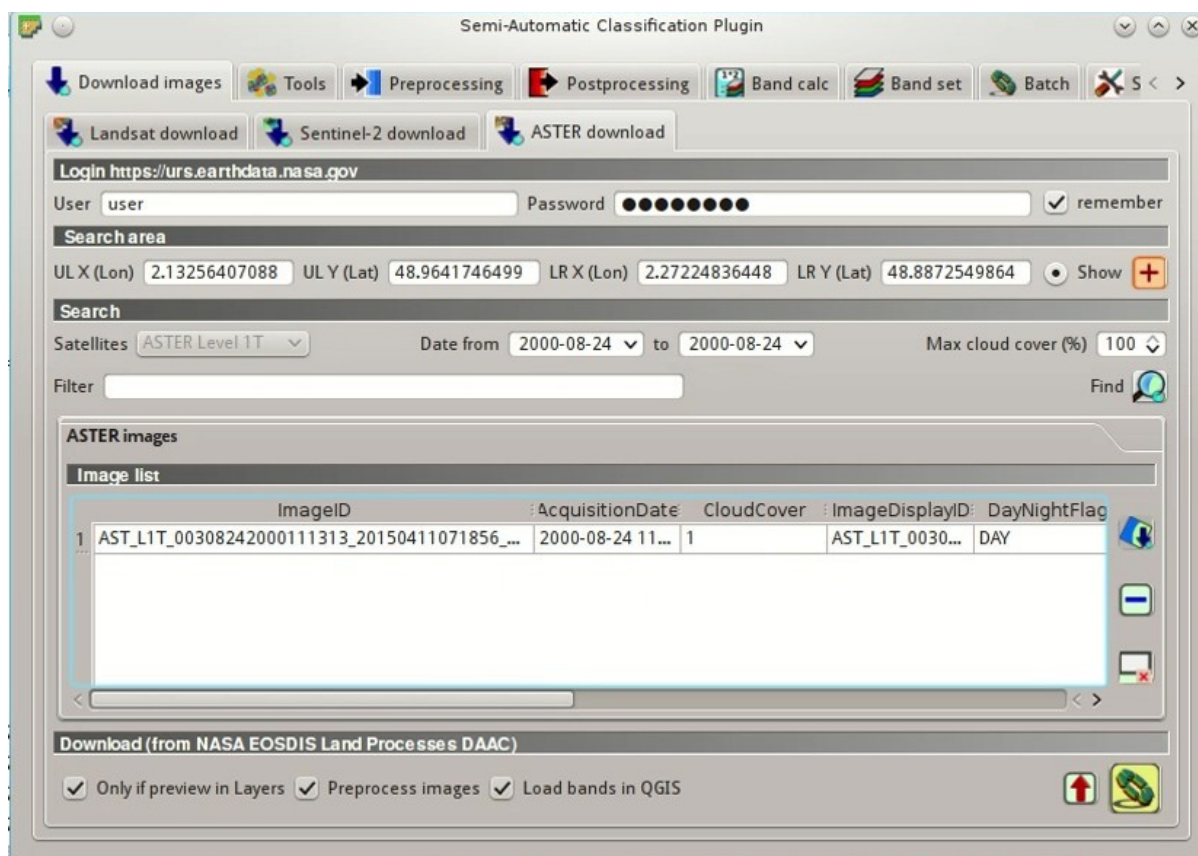 Semi-Automatic Classification Plugin
Download images Tools Preprocessing Postprocessing Band calc Band set Batch S
Landsat download Sentinel-2 download ASTER download
Login https://urs.earthdata.nasa.gov
User user Password ●●●●●●●● remember
Search area
UL X (Lon) 2.13256407088 UL Y (Lat) 48.9641746499 LR X (Lon) 2.27224836448 LR Y (Lat) 48.8872549864 Show
Search
Satellites ASTER Level 1T Date from 2000-08-24 to 2000-08-24 Max cloud cover (%) 100
Filter Find
ASTER images
Image list
ImageID AcquisitionDate CloudCover ImageDisplayID DayNightFlag
1 AST_L1T_00308242000111313_20150411071856_... 2000-08-24 11... 1 AST_L1T_0030... DAY
Download (from NASA EOSDIS Land Processes DAAC)
Only if preview in Layers Preprocess images Load bands in QGIS